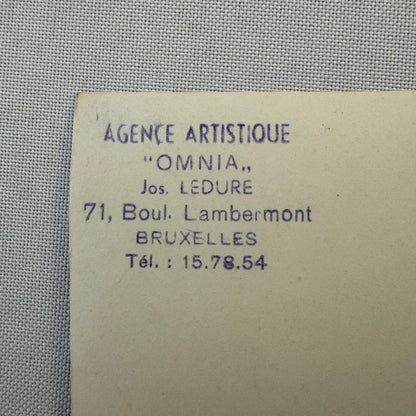 AGENCE ARTISTIQUE
"OMNIA„
Jos. LEDURE
71, Boul. Lambermont
BRUXELLES
Tél. : 15.78.54